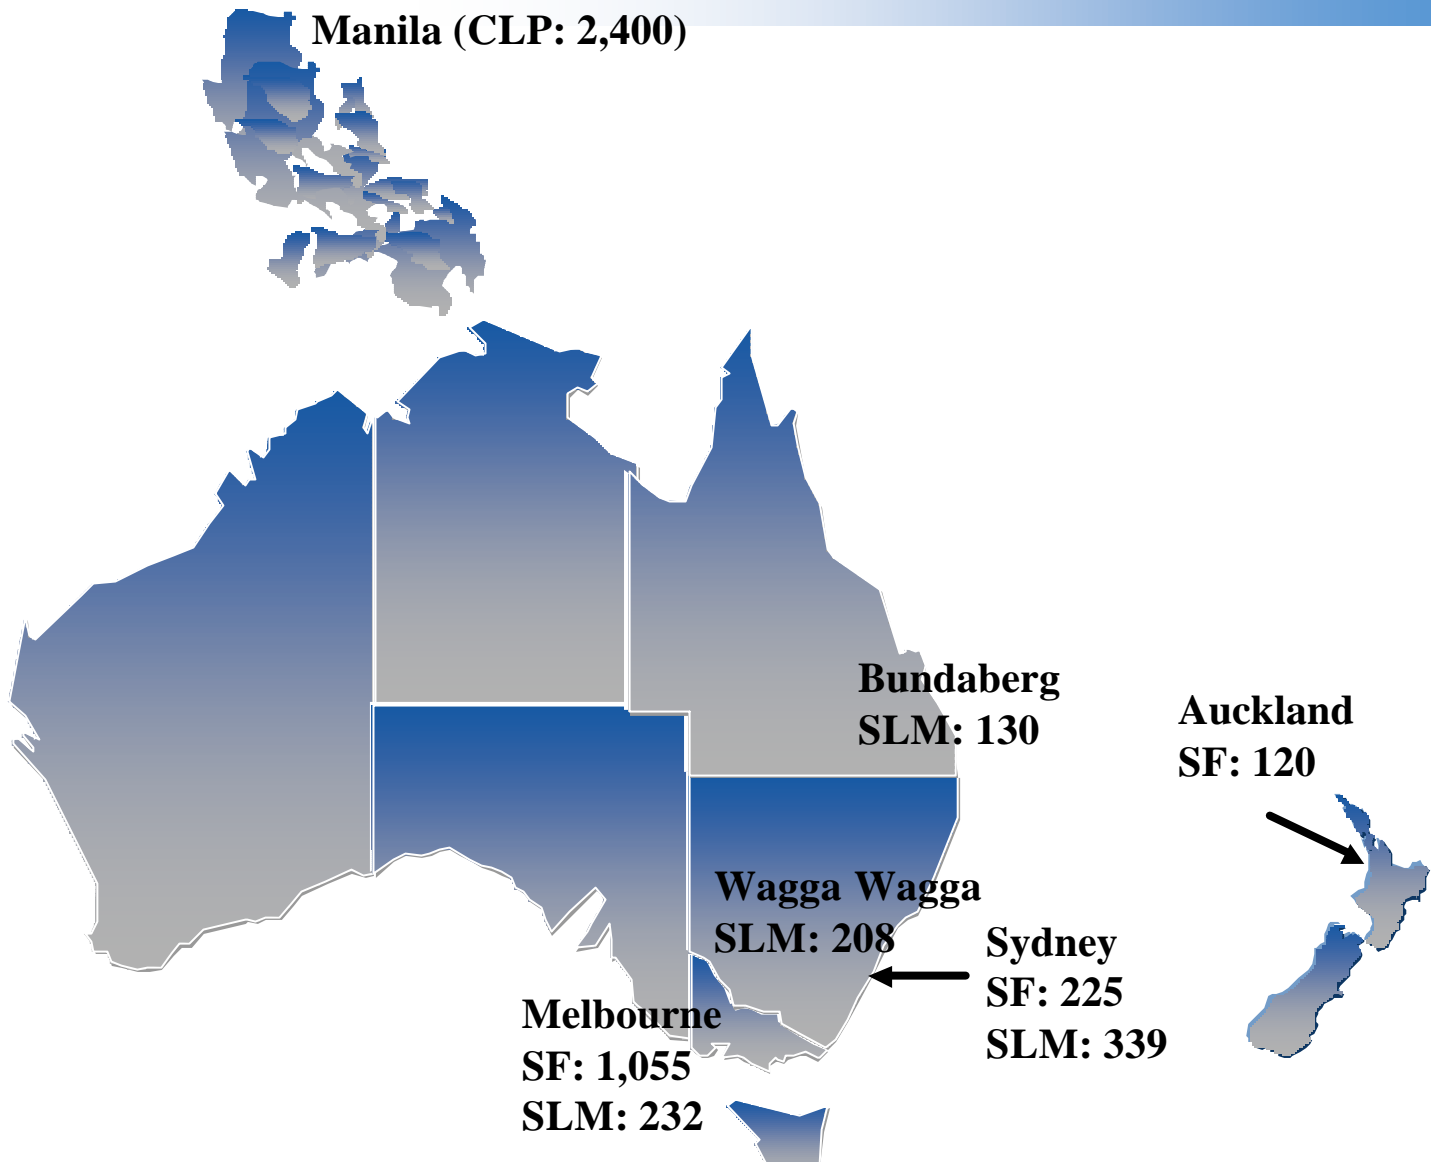 Manila (CLP: 2,400)
Bundaberg
SLM: 130
Auckland
SF: 120
Wagga Wagga
SLM: 208
Sydney
SF: 225
SLM: 339
Melbourne
SF: 1,055
SLM: 232